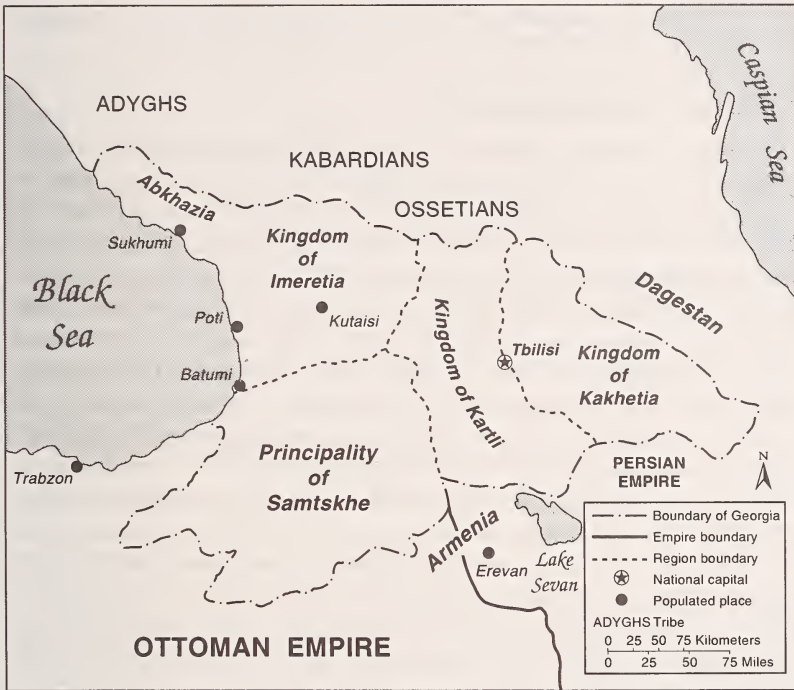 Caspian
Sea
ADYGHS
KABARDIANS
OSSETIANS
Abkhazia
Sukhumi
Kingdom
of
Imeretia
Dagestan
Black
Sea
Poti
Kutaisi
Kingdom of Kartli
Tbilisi
Kingdom
of
Kakhetia
Batumi
Principality
of
Samtskhe
Trabzon
PERSIAN
EMPIRE
N
Armenia
Erevan
Lake
Sevan
OTTOMAN EMPIRE
Boundary of Georgia
Empire boundary
Region boundary
National capital
Populated place
ADYGHS Tribe
0 25 50 75 Kilometers
0 25 50 75 Miles